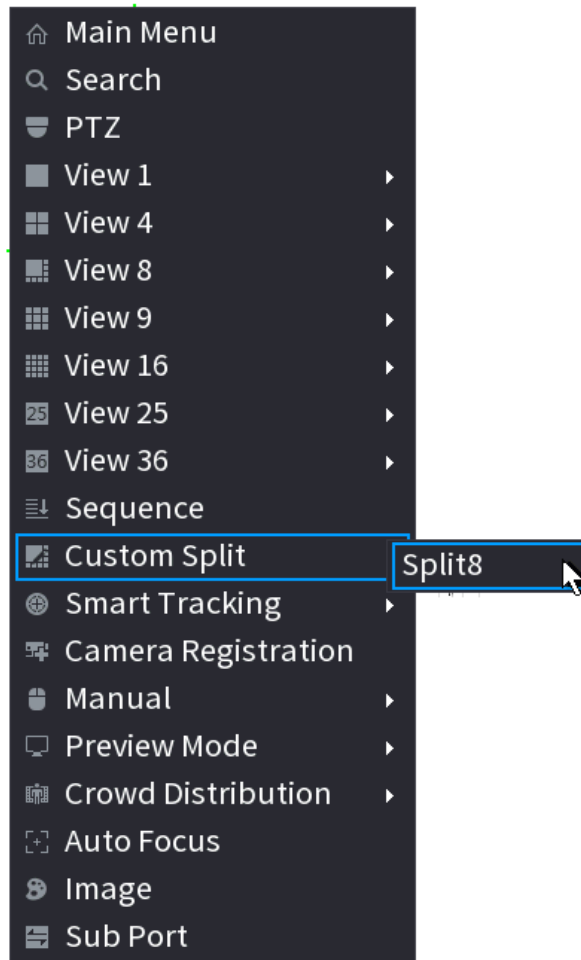 Main Menu
Search
PTZ
View 1
View 4
View 8
View 9
View 16
25 View 25
36 View 36
Sequence
Custom Split
Split8
Smart Tracking
Camera Registration
Manual
Preview Mode
Crowd Distribution
Auto Focus
Image
Sub Port